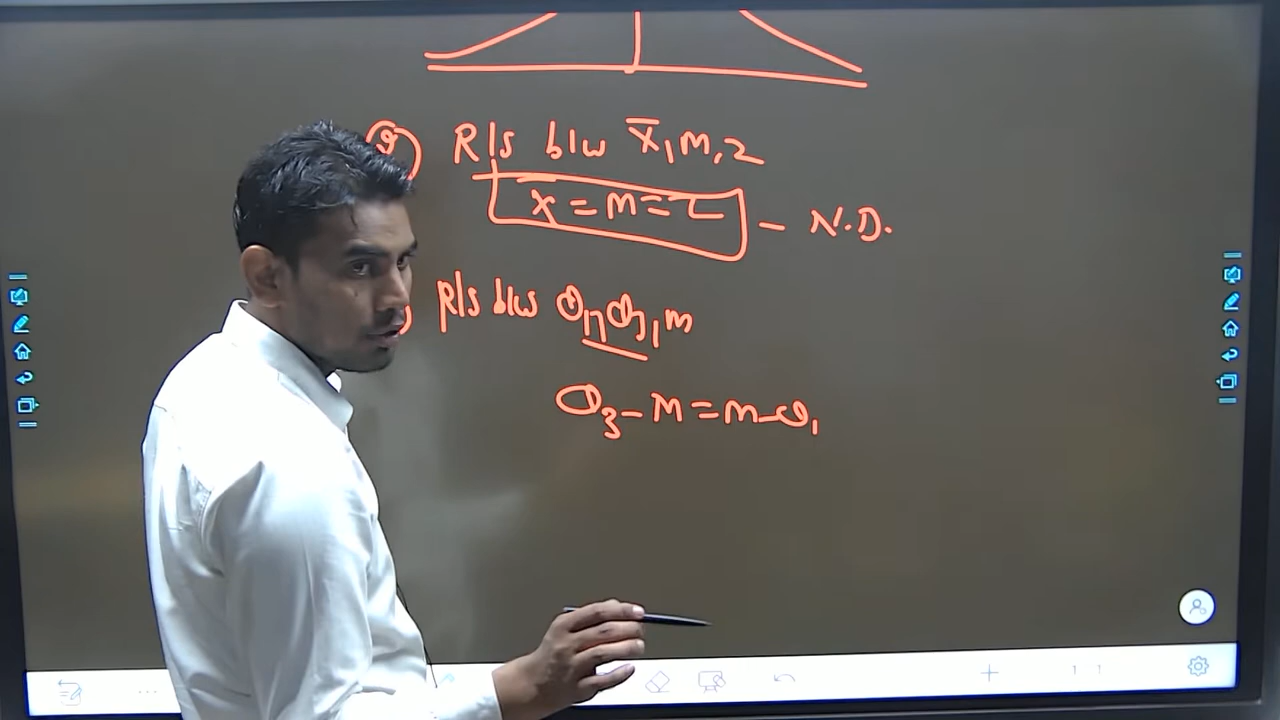 R/s b/w X̄, M, Z
X = M = Z - N.D.
R/s b/w Q1, Q3, M
Q3 - M = M - Q1